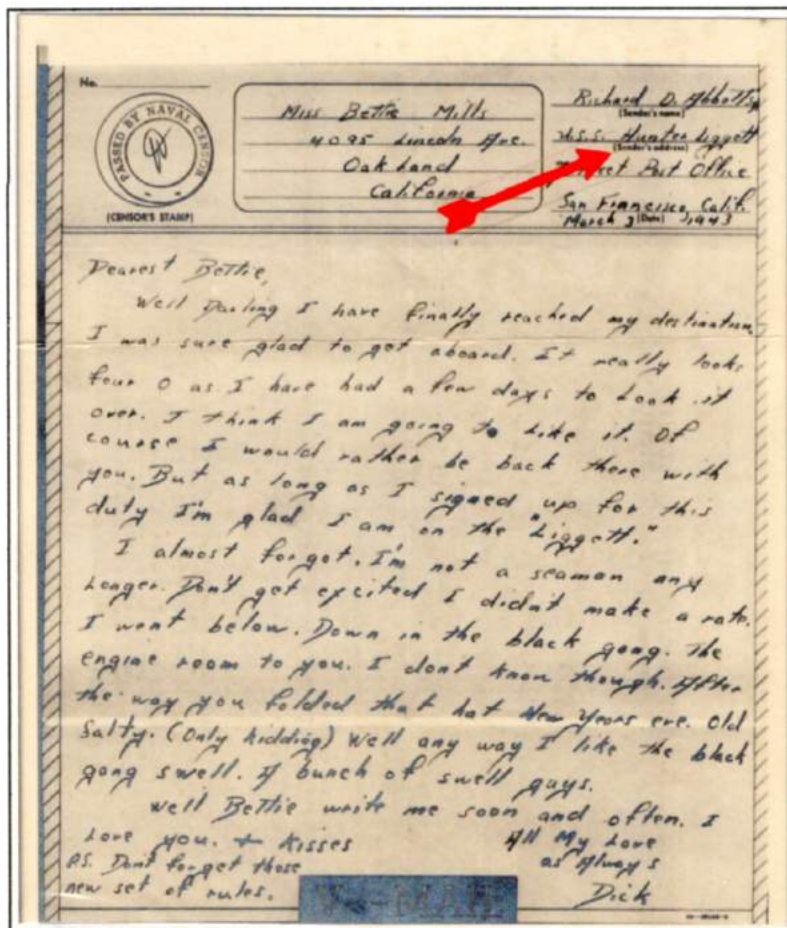 No.
PASSED BY NAVAL CENSOR
(CENSOR'S STAMP)
Miss Bettie Mills
4095 Lincoln Ave.
Oakland
California
Richard D. Abbotts
(Sender's name)
U.S.S. Hunter Liggett
(Sender's address)
Post Office
San Francisco, Calif.
March 3 (Date) 1943
Dearest Bettie,
Well Darling I have finally reached my destination
I was sure glad to get aboard. It really looks
four 0 as I have had a few days to look it
over. I think I am going to like it. Of
course I would rather be back there with
you. But as long as I signed up for this
duty I'm glad I am on the "Liggett."
I almost forgot. I'm not a seaman any
longer. Don't get excited I didn't make a rate.
I went below. Down in the black gang. The
engine room to you. I dont know though. After
the way you folded that hat New Years eve. Old
Salty. (Only kidding) Well any way I like the black
gang swell. A bunch of swell guys.
Well Bettie write me soon and often. I
Love you. + Kisses
All My Love
as Always
Dick
P.S. Dont forget those
new set of rules.
V-MAIL